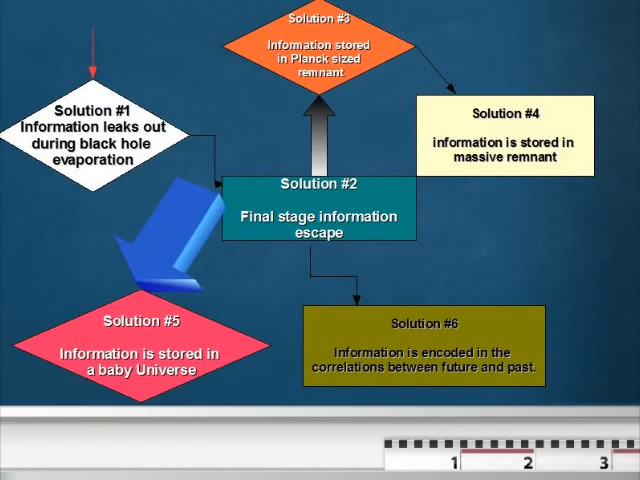 Solution #3
Information stored
in Planck sized
remnant
Solution #1
Information leaks out
during black hole
evaporation
Solution #4
information is stored in
massive remnant
Solution #2
Final stage information
escape
Solution #5
Information is stored in
a baby Universe
Solution #6
Information is encoded in the
correlations between future and past.
1 2 3